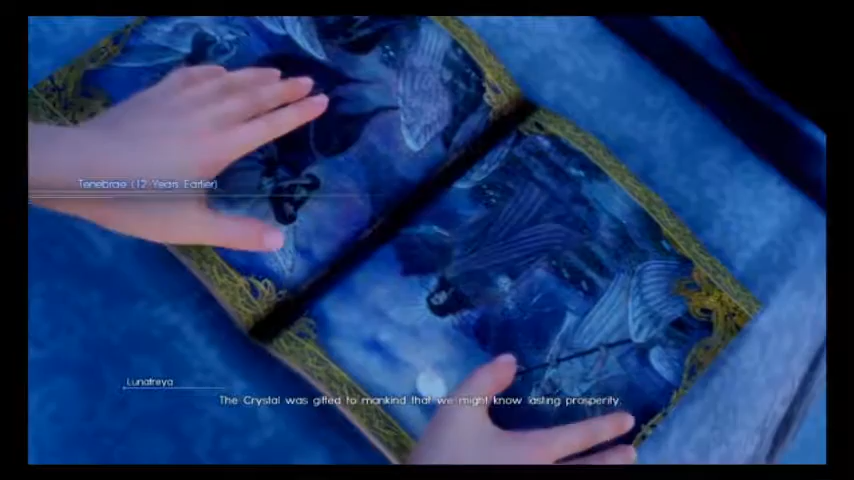 Tenebrae (12 Years Earlier)
Lunafreya
The Crystal was gifted to mankind that we might know lasting prosperity.